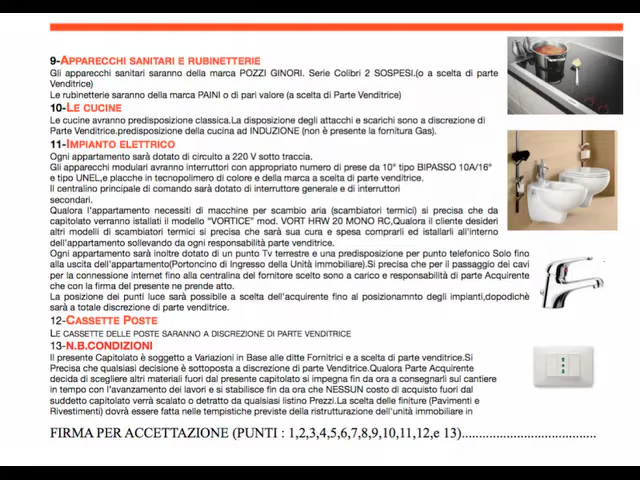 9-APPARECCHI SANITARI E RUBINETTERIE
Gli apparecchi sanitari saranno della marca POZZI GINORI. Serie Colibri 2 SOSPESI.(o a scelta di parte
Venditrice)
Le rubinetterie saranno della marca PAINI o di pari valore (a scelta di Parte Venditrice)
10-LE CUCINE
Le cucine avranno predisposizione classica.La disposizione degli attacchi e scarichi sono a discrezione di
Parte Venditrice.predisposizione della cucina ad INDUZIONE (non è presente la fornitura Gas).
11-IMPIANTO ELETTRICO
Ogni appartamento sarà dotato di circuito a 220 V sotto traccia.
Gli apparecchi modulari avranno interruttori con appropriato numero di prese da 10° tipo BIPASSO 10A/16°
e tipo UNEL,e placche in tecnopolimero di colore e della marca a scelta di parte venditrice.
Il centralino principale di comando sarà dotato di interruttore generale e di interruttori
secondari.
Qualora l'appartamento necessiti di macchine per scambio aria (scambiatori termici) si precisa che da
capitolato verranno istallati il modello "VORTICE" mod. VORT HRW 20 MONO RC,Qualora il cliente desideri
altri modelli di scambiatori termici si precisa che sarà sua cura e spesa comprarli ed istallarli all'interno
dell'appartamento sollevando da ogni responsabilità parte venditrice.
Ogni appartamento sarà inoltre dotato di un punto Tv terrestre e una predisposizione per punto telefonico Solo fino
alla uscita dell'appartamento(Portoncino di Ingresso della Unità immobiliare).Si precisa che per il passaggio dei cavi
per la connessione internet fino alla centralina del fornitore scelto sono a carico e responsabilità di parte Acquirente
che con la firma del presente ne prende atto.
La posizione dei punti luce sarà possibile a scelta dell'acquirente fino al posizionamnto degli impianti,dopodichè
sarà a totale discrezione di parte venditrice.
12-CASSETTE POSTE
LE CASSETTE DELLE POSTE SARANNO A DISCREZIONE DI PARTE VENDITRICE
13-N.B.CONDIZIONI
Il presente Capitolato è soggetto a Variazioni in Base alle ditte Fornitrici e a scelta di parte venditrice.Si
Precisa che qualsiasi decisione è sottoposta a discrezione di parte Venditrice.Qualora Parte Acquirente
decida di scegliere altri materiali fuori dal presente capitolato si impegna fin da ora a consegnarli sul cantiere
in tempo con l'avanzamento dei lavori e si stabilisce fin da ora che NESSUN costo di acquisto fuori dal
suddetto capitolato verrà scalato o detratto da qualsiasi listino Prezzi.La scelta delle finiture (Pavimenti e
Rivestimenti) dovrà essere fatta nelle tempistiche previste della ristrutturazione dell'unità immobiliare in
FIRMA PER ACCETTAZIONE (PUNTI : 1,2,3,4,5,6,7,8,9,10,11,12,e 13).......................................